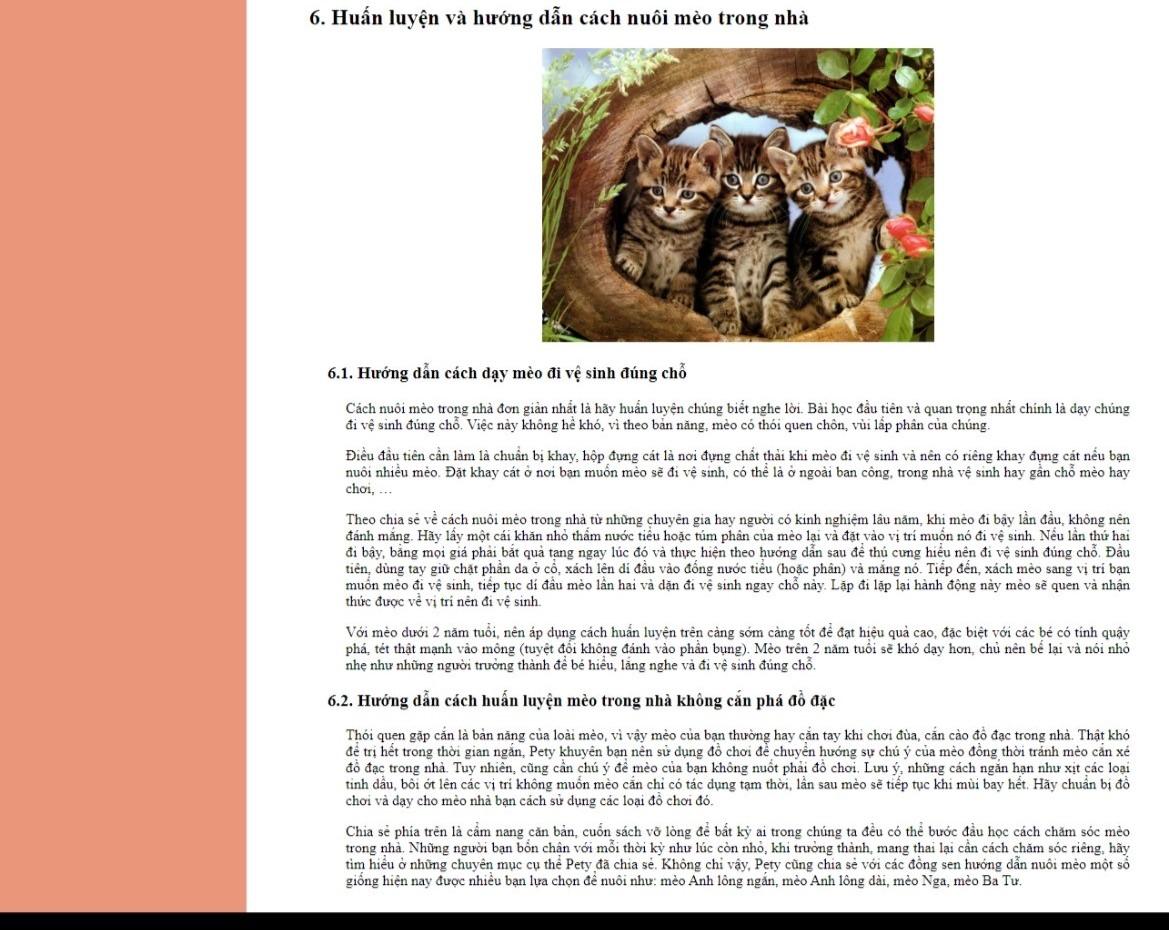 6. Huấn luyện và hướng dẫn cách nuôi mèo trong nhà
6.1. Hướng dẫn cách dạy mèo đi vệ sinh đúng chỗ
Cách nuôi mèo trong nhà đơn giản nhất là hãy huấn luyện chúng biết nghe lời. Bài học đầu tiên và quan trọng nhất chính là dạy chúng
đi vệ sinh đúng chỗ. Việc này không hề khó, vì theo bản năng, mèo có thói quen chôn, vùi lấp phân của chúng.
Điều đầu tiên cần làm là chuẩn bị khay, hộp đựng cát là nơi đựng chất thải khi mèo đi vệ sinh và nên có riêng khay đựng cát nếu bạn
nuôi nhiều mèo. Đặt khay cát ở nơi bạn muốn mèo sẽ đi vệ sinh, có thể là ở ngoài ban công, trong nhà vệ sinh hay gần chỗ mèo hay
chơi, …
Theo chia sẻ về cách nuôi mèo trong nhà từ những chuyên gia hay người có kinh nghiệm lâu năm, khi mèo đi bậy lần đầu, không nên
đánh mắng. Hãy lấy một cái khăn nhỏ thấm nước tiểu hoặc túm phân của mèo lại và đặt vào vị trí muốn nó đi vệ sinh. Nếu lần thứ hai
đi bậy, bằng mọi giá phải bắt quả tang ngay lúc đó và thực hiện theo hướng dẫn sau để thú cưng hiểu nên đi vệ sinh đúng chỗ. Đầu
tiên, dùng tay giữ chặt phần da ở cổ, xách lên dí đầu vào đống nước tiểu (hoặc phân) và mắng nó. Tiếp đến, xách mèo sang vị trí bạn
muốn mèo đi vệ sinh, tiếp tục dí đầu mèo lần hai và dặn đi vệ sinh ngay chỗ này. Lặp đi lặp lại hành động này mèo sẽ quen và nhận
thức được về vị trí nên đi vệ sinh.
Với mèo dưới 2 năm tuổi, nên áp dụng cách huấn luyện trên càng sớm càng tốt để đạt hiệu quả cao, đặc biệt với các bé có tính quậy
phá, tét thật mạnh vào mông (tuyệt đối không đánh vào phần bụng). Mèo trên 2 năm tuổi sẽ khó dạy hơn, chủ nên bế lại và nói nhỏ
nhẹ như những người trưởng thành để bé hiểu, lắng nghe và đi vệ sinh đúng chỗ.
6.2. Hướng dẫn cách huấn luyện mèo trong nhà không cắn phá đồ đạc
Thói quen gặp cắn là bản năng của loài mèo, vì vậy mèo của bạn thường hay cắn tay khi chơi đùa, cắn cào đồ đạc trong nhà. Thật khó
để trị hết trong thời gian ngắn, Pety khuyên bạn nên sử dụng đồ chơi để chuyển hướng sự chú ý của mèo đồng thời tránh mèo cắn xé
đồ đạc trong nhà. Tuy nhiên, cũng cần chú ý để mèo của bạn không nuốt phải đồ chơi. Lưu ý, những cách ngăn hạn như xịt các loại
tinh dầu, bôi ớt lên các vị trí không muốn mèo cắn chỉ có tác dụng tạm thời, lần sau mèo sẽ tiếp tục khi mùi bay hết. Hãy chuẩn bị đồ
chơi và dạy cho mèo nhà bạn cách sử dụng các loại đồ chơi đó.
Chia sẻ phía trên là cẩm nang căn bản, cuốn sách vỡ lòng để bất kỳ ai trong chúng ta đều có thể bước đầu học cách chăm sóc mèo
trong nhà. Những người bạn bốn chân với mỗi thời kỳ như lúc còn nhỏ, khi trưởng thành, mang thai lại cần cách chăm sóc riêng, hãy
tìm hiểu ở những chuyên mục cụ thể Pety đã chia sẻ. Không chỉ vậy, Pety cũng chia sẻ với các đồng sen hướng dẫn nuôi mèo một số
giống hiện nay được nhiều bạn lựa chọn để nuôi như: mèo Anh lông ngắn, mèo Anh lông dài, mèo Nga, mèo Ba Tư.